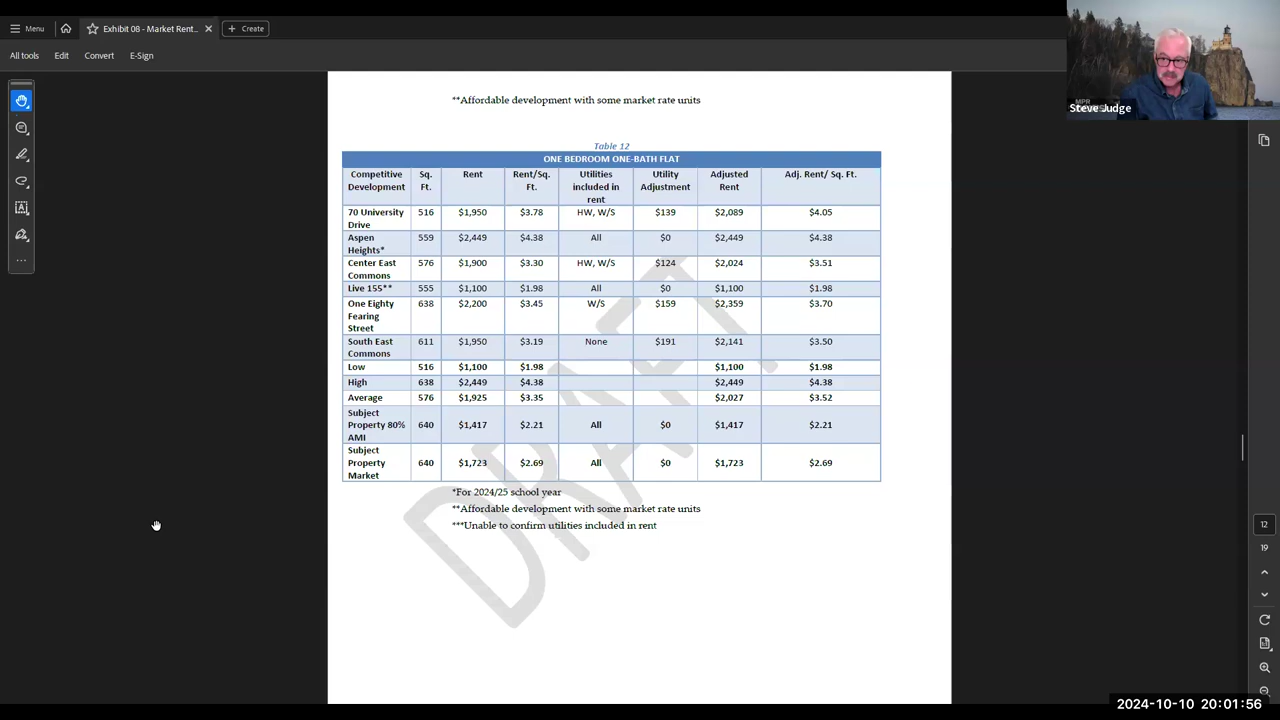 Menu
Exhibit 08 - Market Rent...
Create
All tools Edit Convert E-Sign
Steve Judge
**Affordable development with some market rate units
Table 12
ONE BEDROOM ONE-BATH FLAT
Competitive Development Sq. Ft. Rent Rent/Sq. Ft. Utilities included in rent Utility Adjustment Adjusted Rent Adj. Rent/ Sq. Ft.
70 University Drive 516 $1,950 $3.78 HW, W/S $139 $2,089 $4.05
Aspen Heights* 559 $2,449 $4.38 All $0 $2,449 $4.38
Center East Commons 576 $1,900 $3.30 HW, W/S $124 $2,024 $3.51
Live 155** 555 $1,100 $1.98 All $0 $1,100 $1.98
One Eighty Fearing Street 638 $2,200 $3.45 W/S $159 $2,359 $3.70
South East Commons 611 $1,950 $3.19 None $191 $2,141 $3.50
Low 516 $1,100 $1.98 $1,100 $1.98
High 638 $2,449 $4.38 $2,449 $4.38
Average 576 $1,925 $3.35 $2,027 $3.52
Subject Property 80% AMI 640 $1,417 $2.21 All $0 $1,417 $2.21
Subject Property Market 640 $1,723 $2.69 All $0 $1,723 $2.69
*For 2024/25 school year
**Affordable development with some market rate units
***Unable to confirm utilities included in rent
DRAFT
12
19
2024-10-10 20:01:56